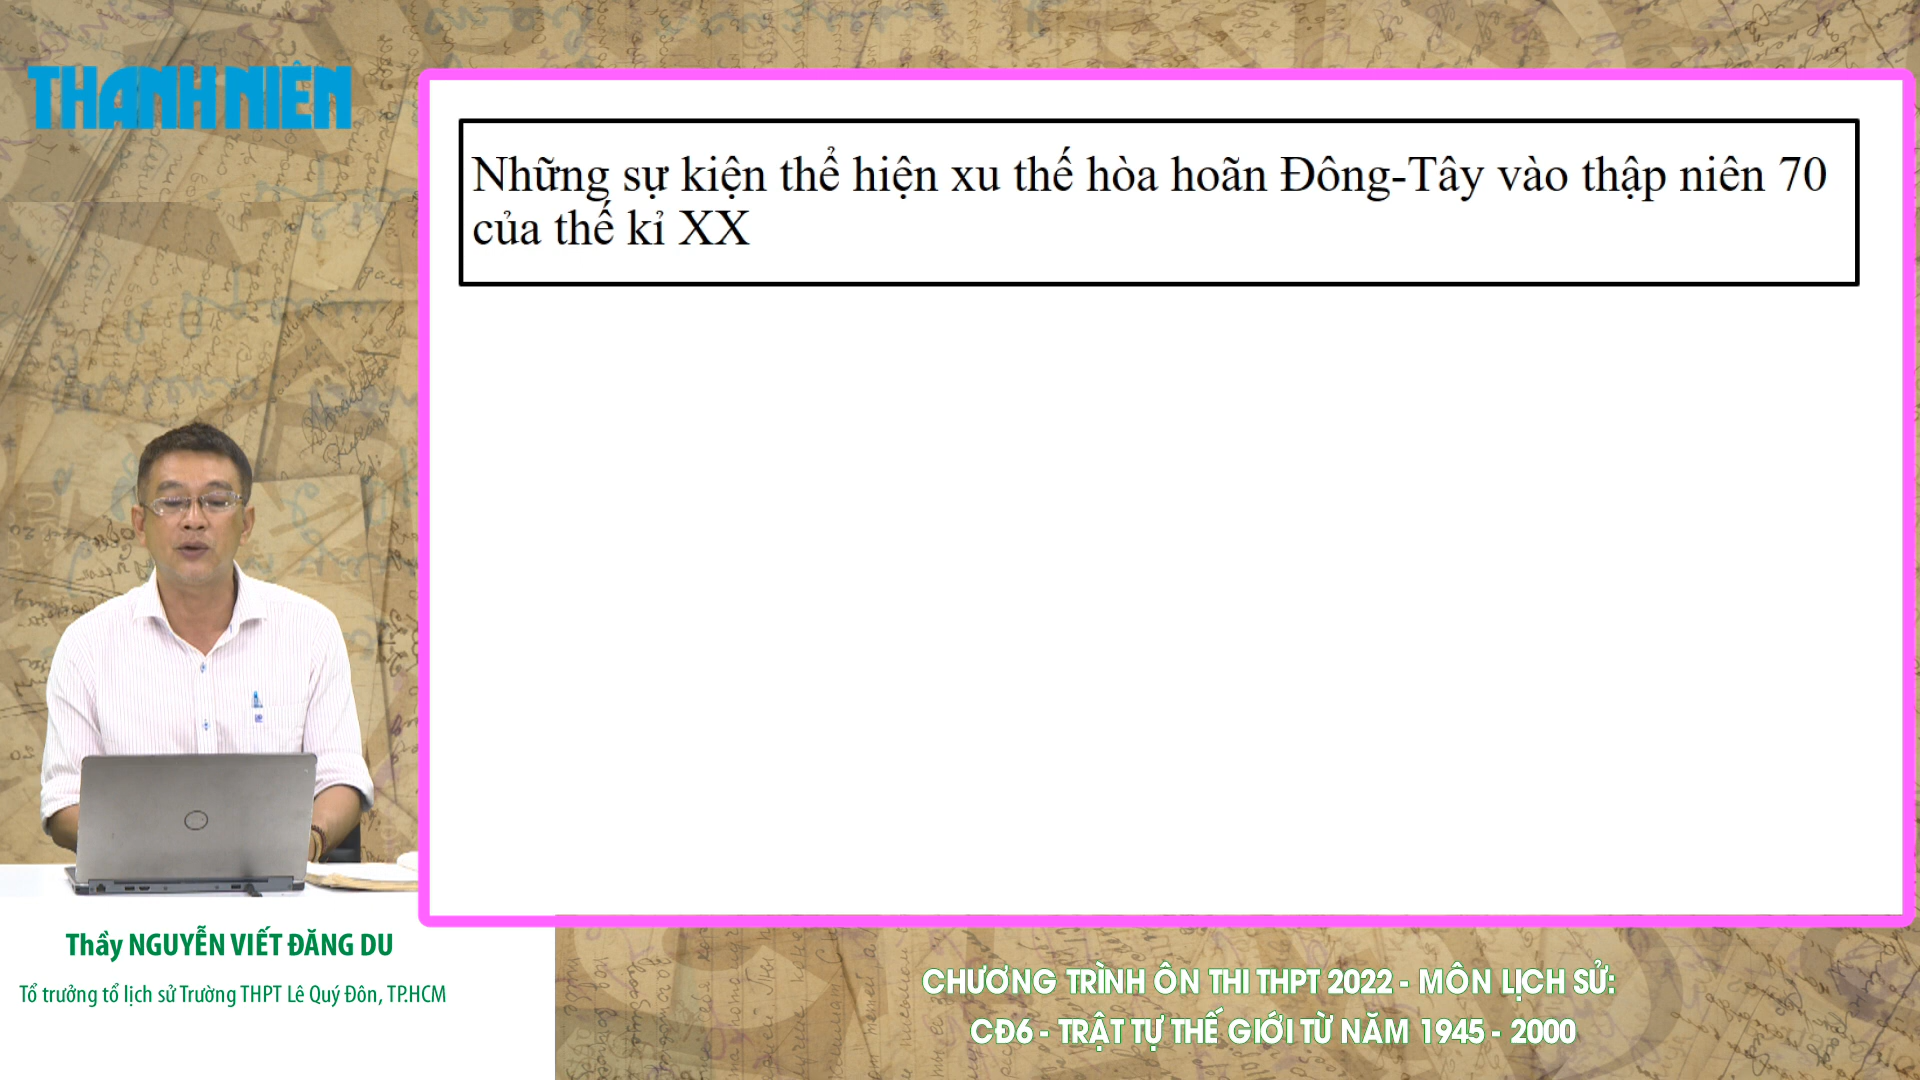 THANH NIÊN
Những sự kiện thể hiện xu thế hòa hoãn Đông-Tây vào thập niên 70
của thế kỉ XX
Thầy NGUYỄN VIẾT ĐĂNG DU
Tổ trưởng tổ lịch sử Trường THPT Lê Quý Đôn, TP.HCM
CHƯƠNG TRÌNH ÔN THI THPT 2022 - MÔN LỊCH SỬ:
CĐ6 - TRẬT TỰ THẾ GIỚI TỪ NĂM 1945 - 2000